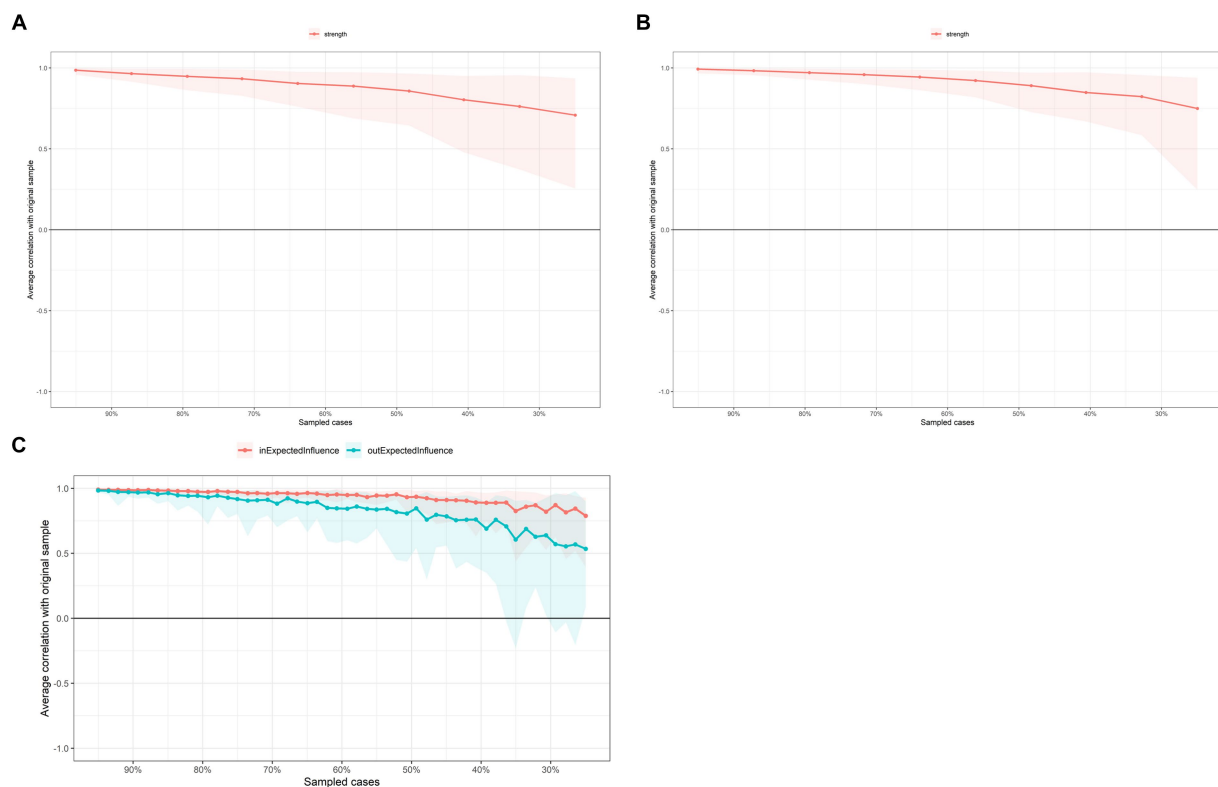 A
strength
Average correlation with original sample
1.0
0.5
0.0
-0.5
-1.0
90% 80% 70% 60% 50% 40% 30%
Sampled cases
B
strength
Average correlation with original sample
1.0
0.5
0.0
-0.5
-1.0
90% 80% 70% 60% 50% 40% 30%
Sampled cases
C
inExpectedInfluence outExpectedInfluence
Average correlation with original sample
1.0
0.5
0.0
-0.5
-1.0
90% 80% 70% 60% 50% 40% 30%
Sampled cases